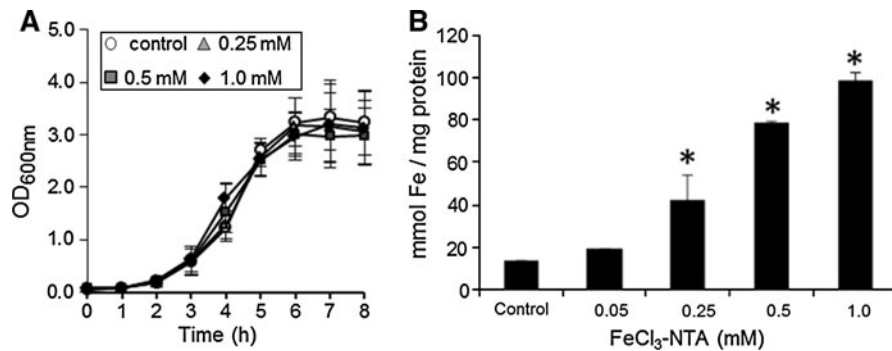 A
control 0.25 mM
0.5 mM 1.0 mM
5.0
4.0
3.0
2.0
1.0
0.0
OD600nm
0 1 2 3 4 5 6 7 8
Time (h)
B
120
100
80
60
40
20
0
mmol Fe / mg protein
* * *
Control 0.05 0.25 0.5 1.0
FeCl3-NTA (mM)